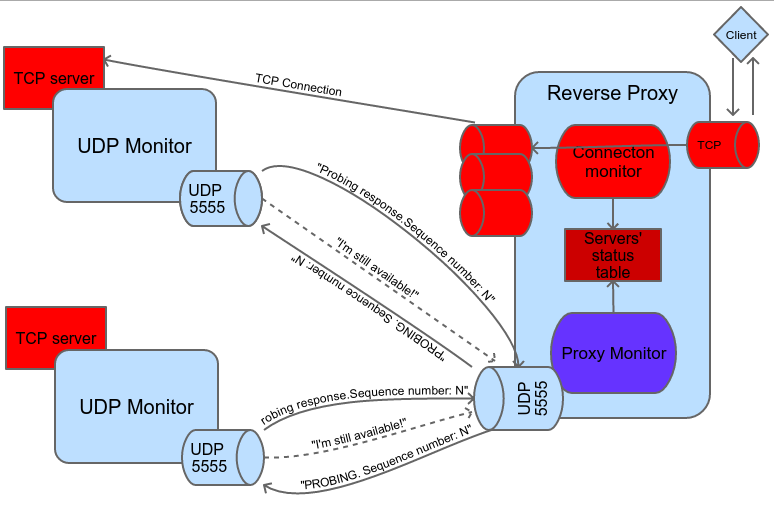 Client
TCP server
TCP Connection
Reverse Proxy
UDP Monitor
TCP
Connecton
monitor
UDP
5555
"Probing response.Sequence number: N"
"I'm still available!"
"PROBING. Sequence number: N"
Servers'
status
table
TCP server
Proxy Monitor
UDP Monitor
UDP
5555
robing response.Sequence number: N"
"I'm still available!"
"PROBING. Sequence number: N"
UDP
5555